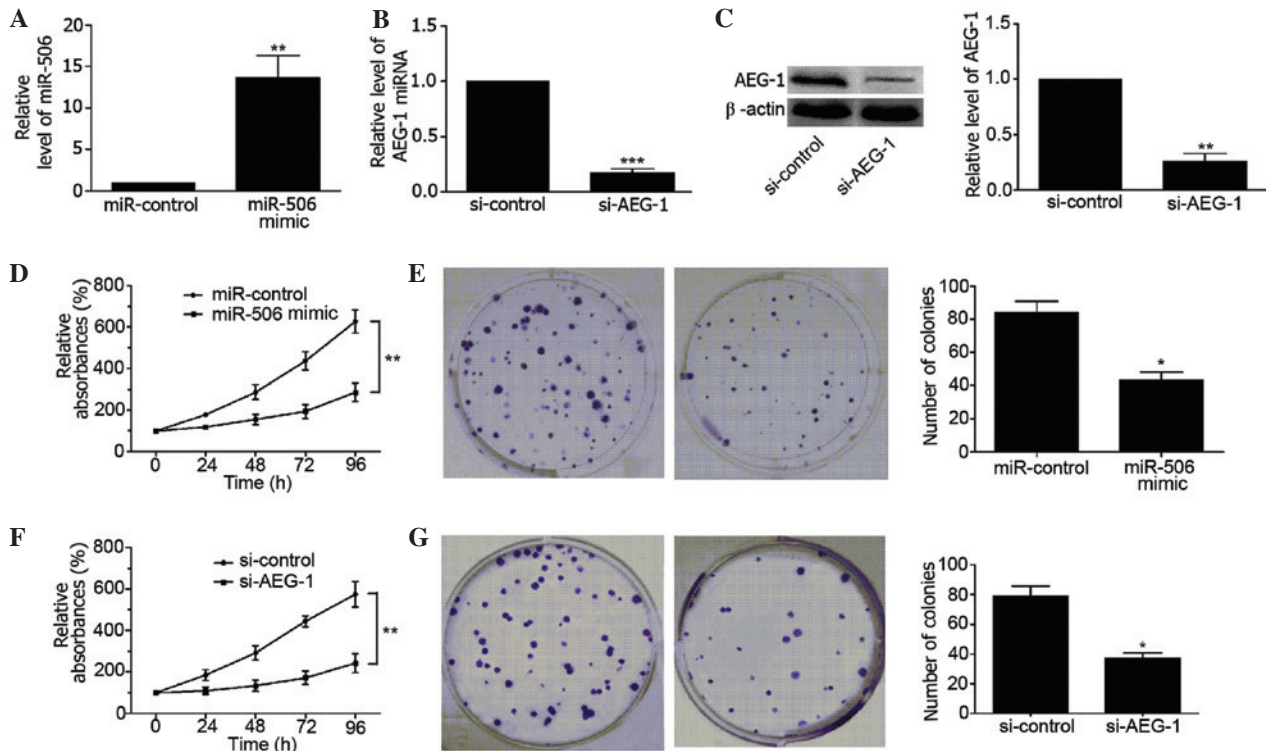 A
Relative
level of miR-506
20
15
10
5
0
**
miR-control
miR-506
mimic
B
Relative level of
AEG-1 miRNA
1.5
1.0
0.5
0.0
***
si-control
si-AEG-1
C
AEG-1
β-actin
si-control
si-AEG-1
Relative level of AEG-1
1.5
1.0
0.5
0.0
**
si-control
si-AEG-1
D
Relative
absorbances (%)
800
600
400
200
0
miR-control
miR-506 mimic
**
0 24 48 72 96
Time (h)
E
Number of colonies
100
80
60
40
20
0
*
miR-control
miR-506
mimic
F
Relative
absorbances (%)
800
600
400
200
0
si-control
si-AEG-1
**
0 24 48 72 96
Time (h)
G
Number of colonies
100
80
60
40
20
0
*
si-control
si-AEG-1